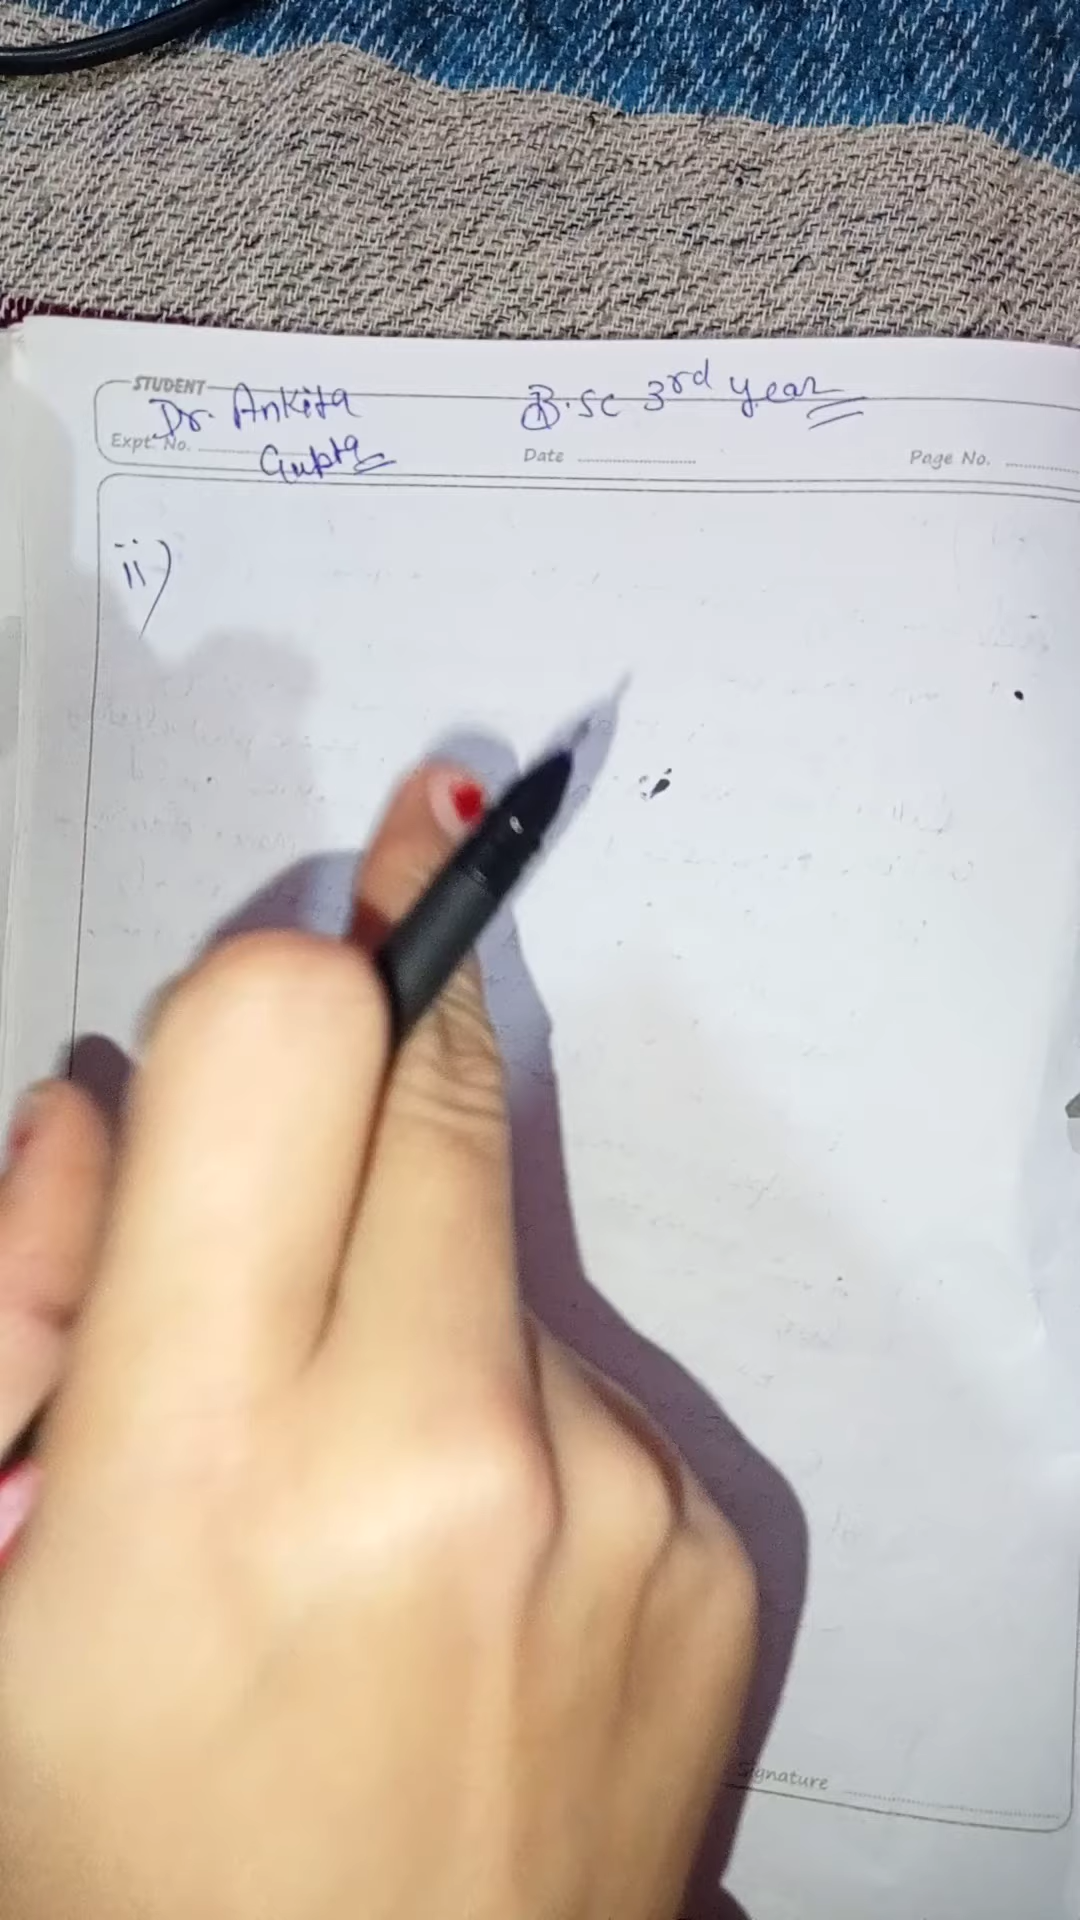 STUDENT
Dr. Ankita B.Sc 3rd year
Expt. No. Gupta Date Page No.
ii)
Signature